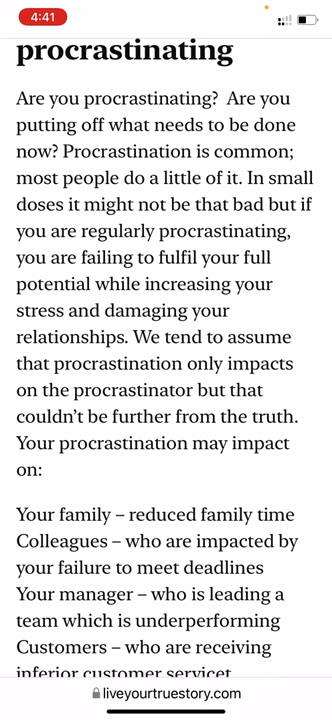 4:41
procrastinating
Are you procrastinating?  Are you
putting off what needs to be done
now? Procrastination is common;
most people do a little of it. In small
doses it might not be that bad but if
you are regularly procrastinating,
you are failing to fulfil your full
potential while increasing your
stress and damaging your
relationships. We tend to assume
that procrastination only impacts
on the procrastinator but that
couldn’t be further from the truth.
Your procrastination may impact
on:
Your family – reduced family time
Colleagues – who are impacted by
your failure to meet deadlines
Your manager – who is leading a
team which is underperforming
Customers – who are receiving
inferior customer servicet
liveyourtruestory.com